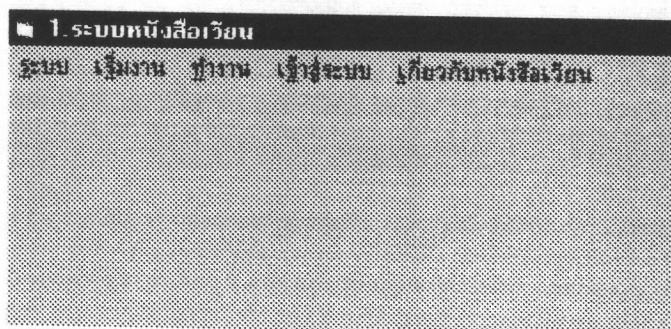 1.ระบบหนังสือเวียน
ระบบ เริ่มงาน ทำงาน เข้าสู่ระบบ เกี่ยวกับหนังสือเวียน